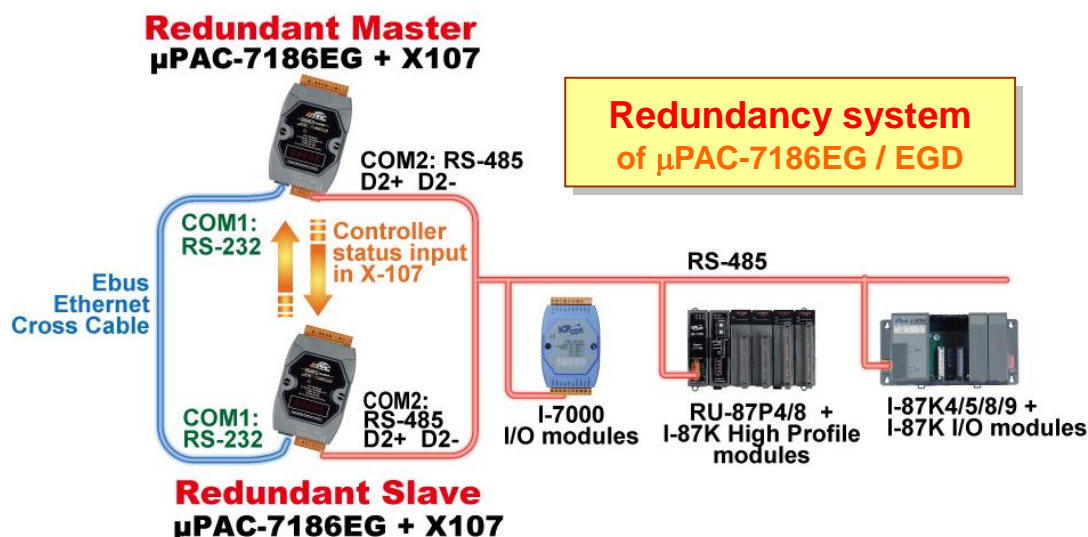 Redundant Master
µPAC-7186EG + X107
Redundancy system
of µPAC-7186EG / EGD
COM2: RS-485
D2+ D2-
COM1:
RS-232
Controller
status input
in X-107
Ebus
Ethernet
Cross Cable
RS-485
COM1:
RS-232
COM2:
RS-485
D2+ D2-
I-7000
I/O modules
RU-87P4/8 +
I-87K High Profile
modules
I-87K4/5/8/9 +
I-87K I/O modules
Redundant Slave
µPAC-7186EG + X107